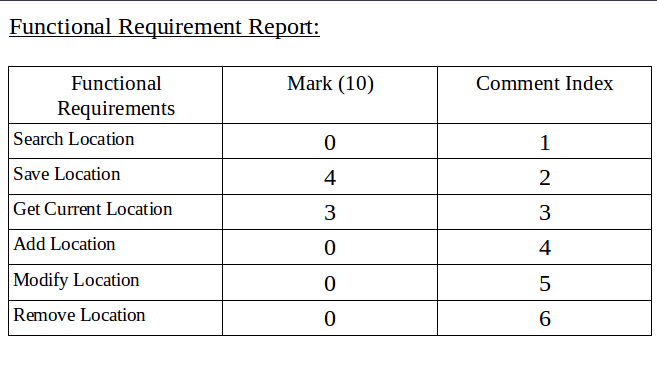 Functional Requirement Report:
Functional Requirements Mark (10) Comment Index
Search Location 0 1
Save Location 4 2
Get Current Location 3 3
Add Location 0 4
Modify Location 0 5
Remove Location 0 6